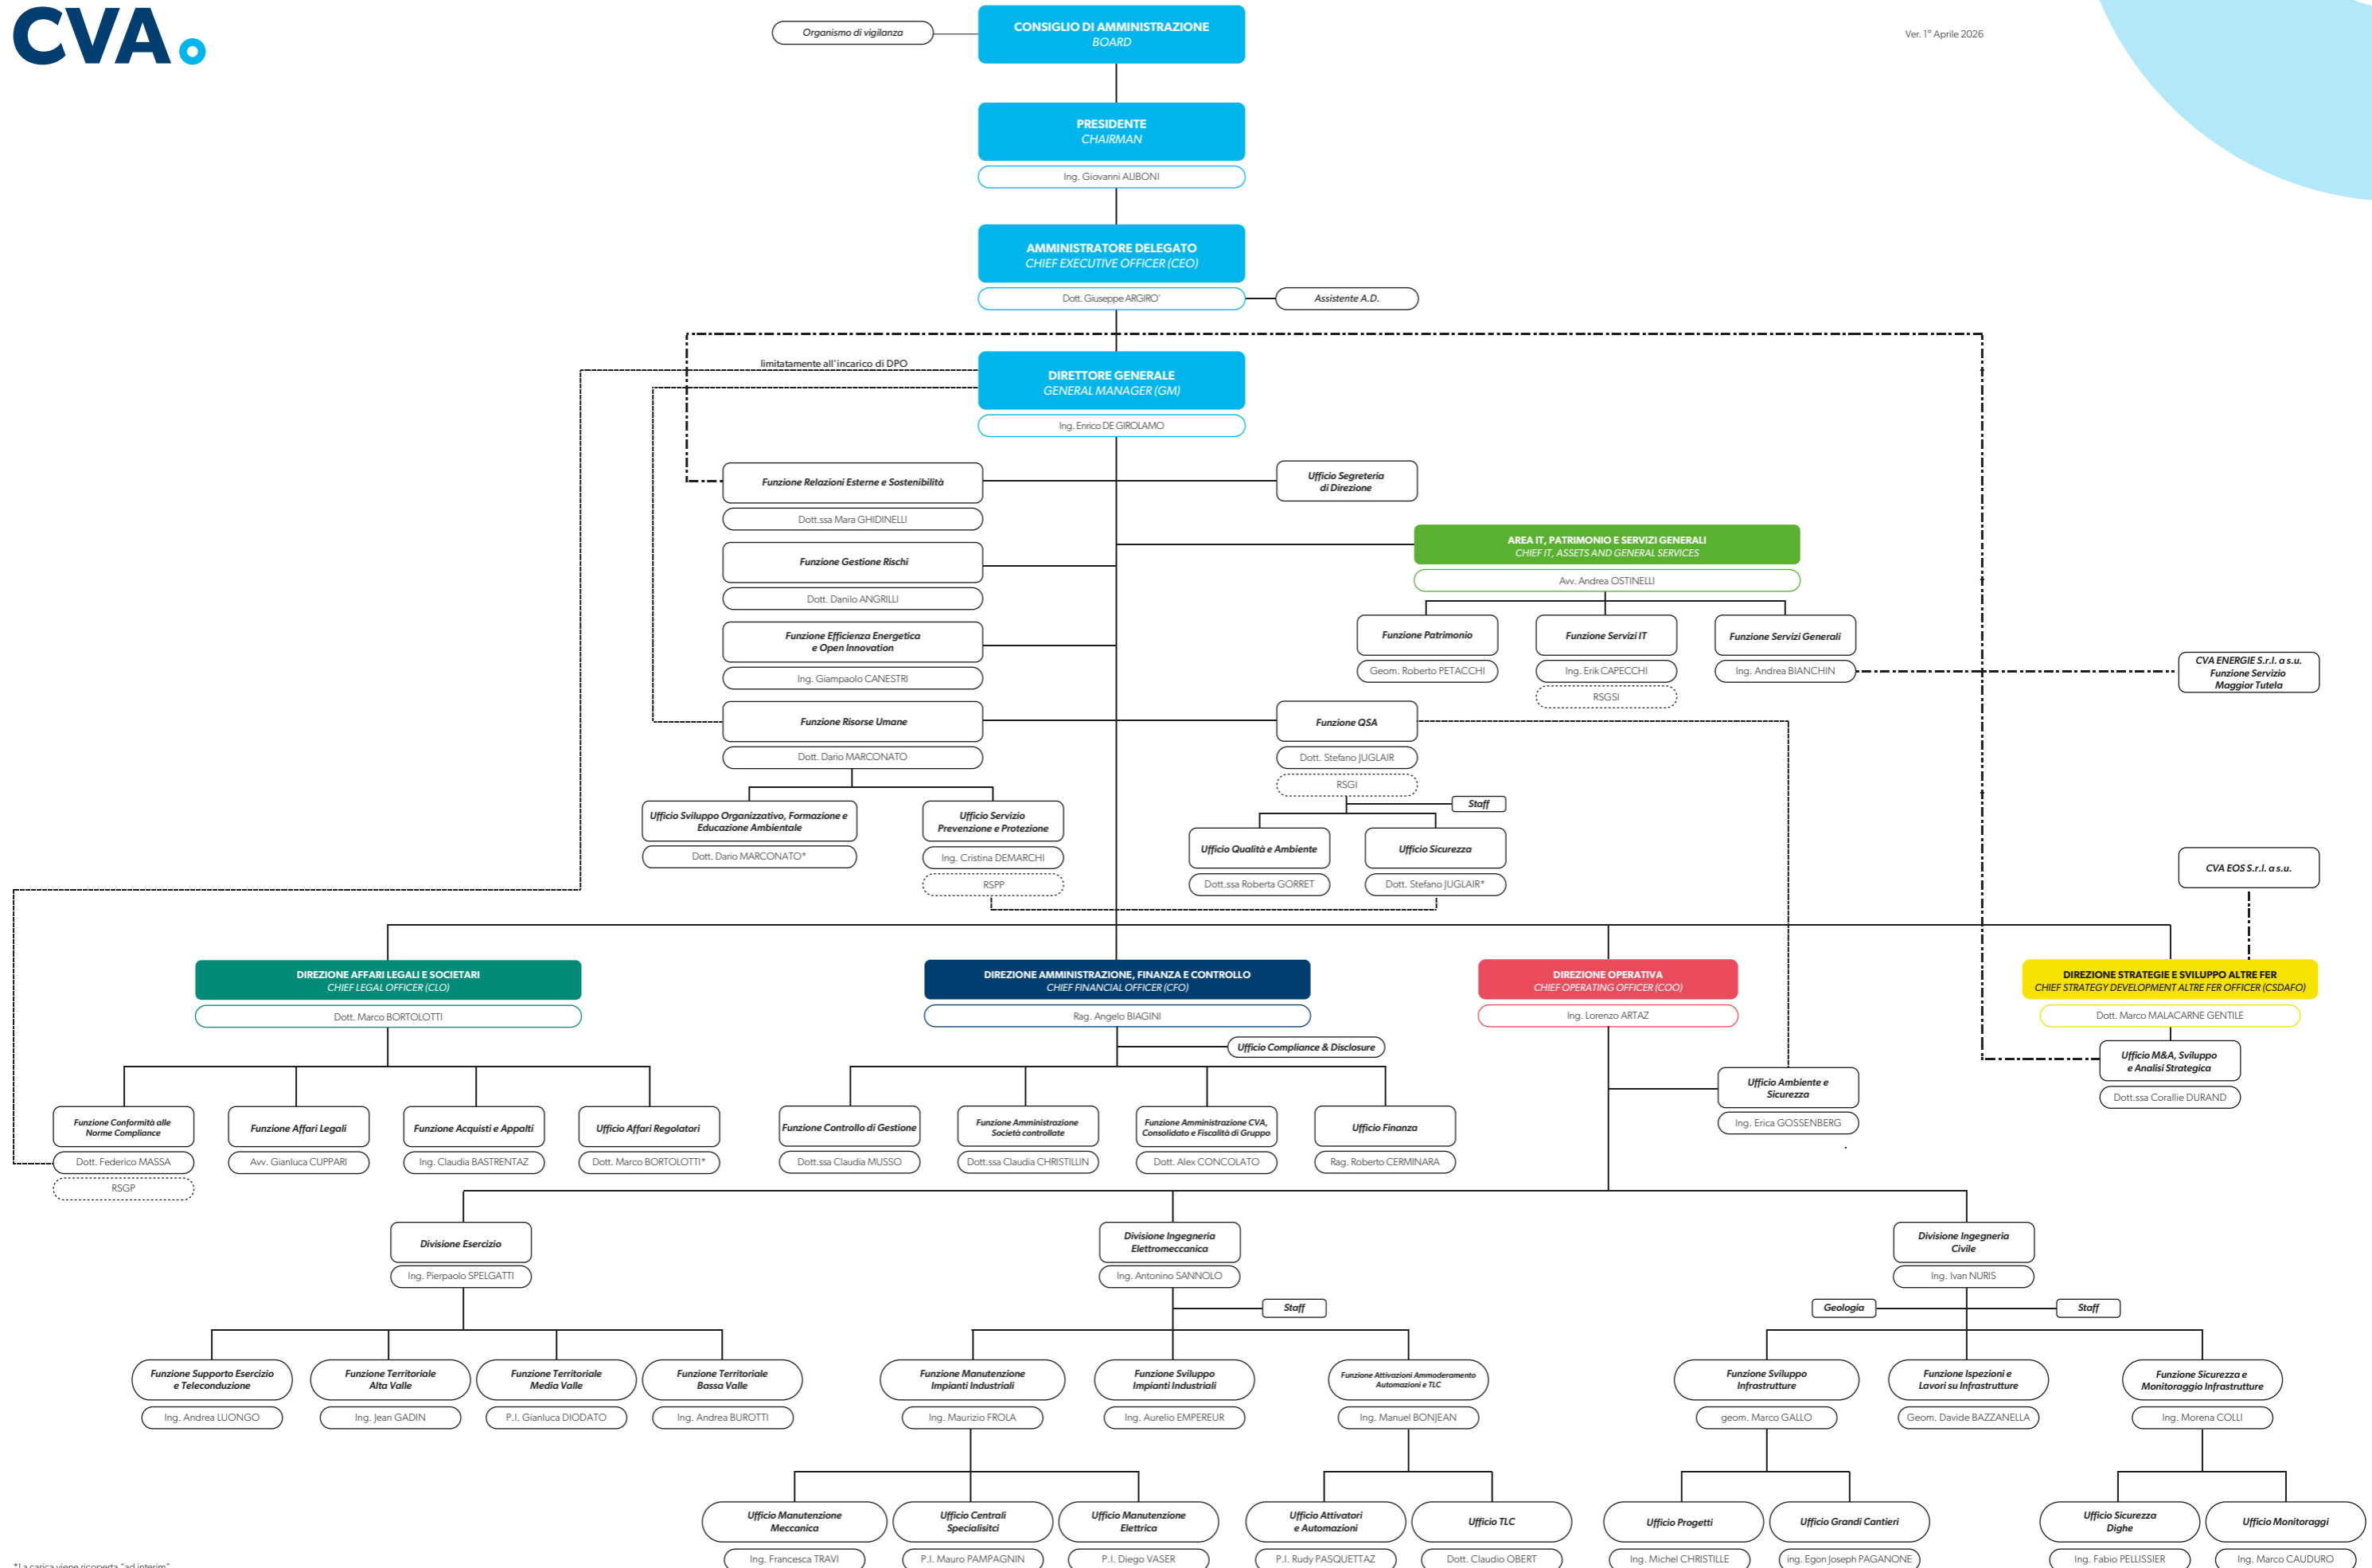 CVA
Organismo di vigilanza
CONSIGLIO DI AMMINISTRAZIONE
BOARD
Ver. 1° Aprile 2026
PRESIDENTE
CHAIRMAN
Ing. Giovanni ALIBONI
AMMINISTRATORE DELEGATO
CHIEF EXECUTIVE OFFICER (CEO)
Dott. Giuseppe ARGIRO'
Assistente A.D.
limitatamente all'incarico di DPO
DIRETTORE GENERALE
GENERAL MANAGER (GM)
Ing. Enrico DE GIROLAMO
Funzione Relazioni Esterne e Sostenibilità
Dott.ssa Mara GHIDINELLI
Ufficio Segreteria
di Direzione
AREA IT, PATRIMONIO E SERVIZI GENERALI
CHIEF IT, ASSETS AND GENERAL SERVICES
Avv. Andrea OSTINELLI
Funzione Gestione Rischi
Dott. Danilo ANGRILLI
Funzione Efficienza Energetica
e Open Innovation
Ing. Giampaolo CANESTRI
Funzione Patrimonio
Geom. Roberto PETACCHI
Funzione Servizi IT
Ing. Erik CAPECCHI
RSGSI
Funzione Servizi Generali
Ing. Andrea BIANCHIN
CVA ENERGIE S.r.l. a s.u.
Funzione Servizio
Maggior Tutela
Funzione Risorse Umane
Dott. Dario MARCONATO
Funzione QSA
Dott. Stefano JUGLAIR
RSGI
Staff
Ufficio Sviluppo Organizzativo, Formazione e
Educazione Ambientale
Dott. Dario MARCONATO*
Ufficio Servizio
Prevenzione e Protezione
Ing. Cristina DEMARCHI
RSPP
Ufficio Qualità e Ambiente
Dott.ssa Roberta GORRET
Ufficio Sicurezza
Dott. Stefano JUGLAIR*
CVA EOS S.r.l. a s.u.
DIREZIONE AFFARI LEGALI E SOCIETARI
CHIEF LEGAL OFFICER (CLO)
Dott. Marco BORTOLOTTI
DIREZIONE AMMINISTRAZIONE, FINANZA E CONTROLLO
CHIEF FINANCIAL OFFICER (CFO)
Rag. Angelo BIAGINI
DIREZIONE OPERATIVA
CHIEF OPERATING OFFICER (COO)
Ing. Lorenzo ARTAZ
DIREZIONE STRATEGIE E SVILUPPO ALTRE FER
CHIEF STRATEGY DEVELOPMENT ALTRE FER OFFICER (CSDAFO)
Dott. Marco MALACARNE GENTILE
Ufficio Compliance & Disclosure
Ufficio M&A, Sviluppo
e Analisi Strategica
Dott.ssa Corallie DURAND
Ufficio Ambiente e
Sicurezza
Ing. Erica GOSSENBERG
Funzione Conformità alle
Norme Compliance
Dott. Federico MASSA
RSGP
Funzione Affari Legali
Avv. Gianluca CUPPARI
Funzione Acquisti e Appalti
Ing. Claudia BASTRENTAZ
Ufficio Affari Regolatori
Dott. Marco BORTOLOTTI*
Funzione Controllo di Gestione
Dott.ssa Claudia MUSSO
Funzione Amministrazione
Società controllate
Dott.ssa Claudia CHRISTILLIN
Funzione Amministrazione CVA,
Consolidato e Fiscalità di Gruppo
Dott. Alex CONCOLATO
Ufficio Finanza
Rag. Roberto CERMINARA
Divisione Esercizio
Ing. Pierpaolo SPELGATTI
Divisione Ingegneria
Elettromeccanica
Ing. Antonino SANNOLO
Staff
Divisione Ingegneria
Civile
Ing. Ivan NURIS
Geologia
Staff
Funzione Supporto Esercizio
e Teleconduzione
Ing. Andrea LUONGO
Funzione Territoriale
Alta Valle
Ing. Jean GADIN
Funzione Territoriale
Media Valle
P.I. Gianluca DIODATO
Funzione Territoriale
Bassa Valle
Ing. Andrea BUROTTI
Funzione Manutenzione
Impianti Industriali
Ing. Maurizio FROLA
Funzione Sviluppo
Impianti Industriali
Ing. Aurelio EMPEREUR
Funzione Attivazioni Ammoderamento
Automazioni e TLC
Ing. Manuel BONJEAN
Funzione Sviluppo
Infrastrutture
geom. Marco GALLO
Funzione Ispezioni e
Lavori su Infrastrutture
Geom. Davide BAZZANELLA
Funzione Sicurezza e
Monitoraggio Infrastrutture
Ing. Morena COLLI
Ufficio Manutenzione
Meccanica
Ing. Francesca TRAVI
Ufficio Centrali
Specialisitci
P.I. Mauro PAMPAGNIN
Ufficio Manutenzione
Elettrica
P.I. Diego VASER
Ufficio Attivatori
e Automazioni
P.I. Rudy PASQUETTAZ
Ufficio TLC
Dott. Claudio OBERT
Ufficio Progetti
Ing. Michel CHRISTILLE
Ufficio Grandi Cantieri
ing. Egon Joseph PAGANONE
Ufficio Sicurezza
Dighe
Ing. Fabio PELLISSIER
Ufficio Monitoraggi
Ing. Marco CAUDURO
*La carica viene ricoperta "ad interim"